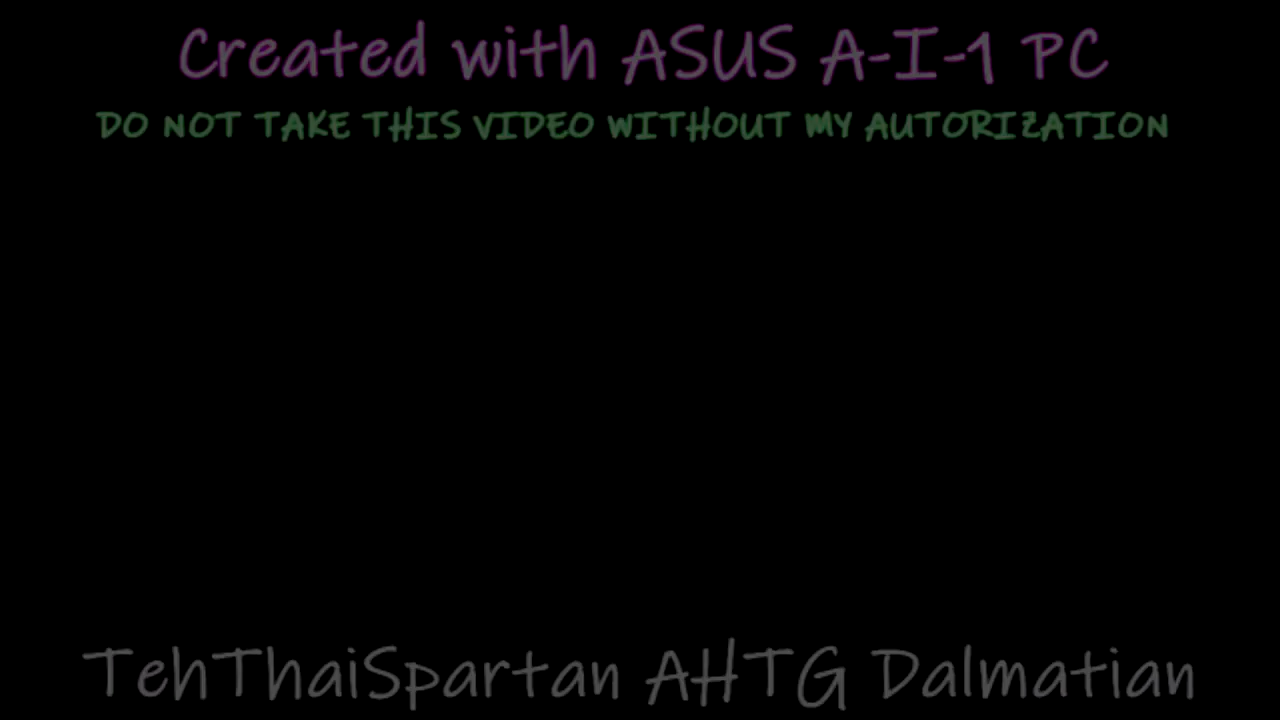 Created with ASUS A-I-1 PC
DO NOT TAKE THIS VIDEO WITHOUT MY AUTORIZATION
TehThaiSpartan AHTG Dalmatian